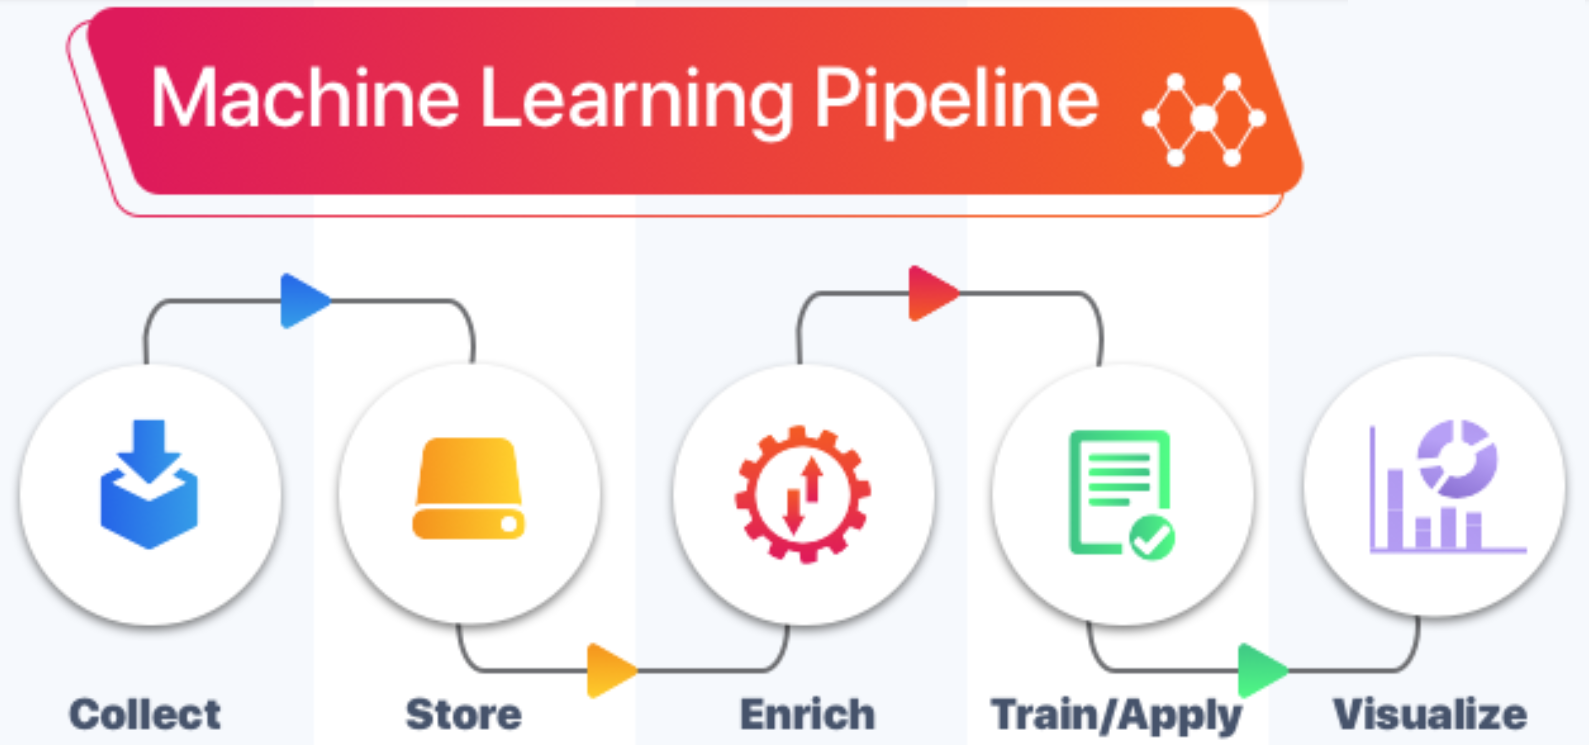 Machine Learning Pipeline
Collect
Store
Enrich
Train/Apply
Visualize